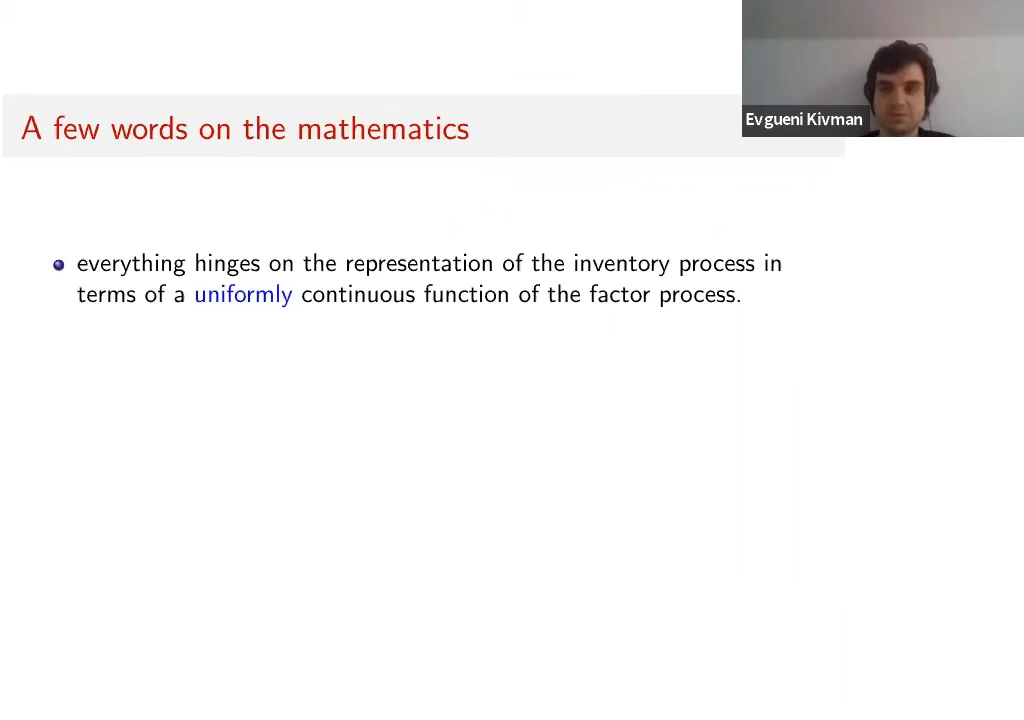 A few words on the mathematics
Evgueni Kivman
everything hinges on the representation of the inventory process in
terms of a uniformly continuous function of the factor process.